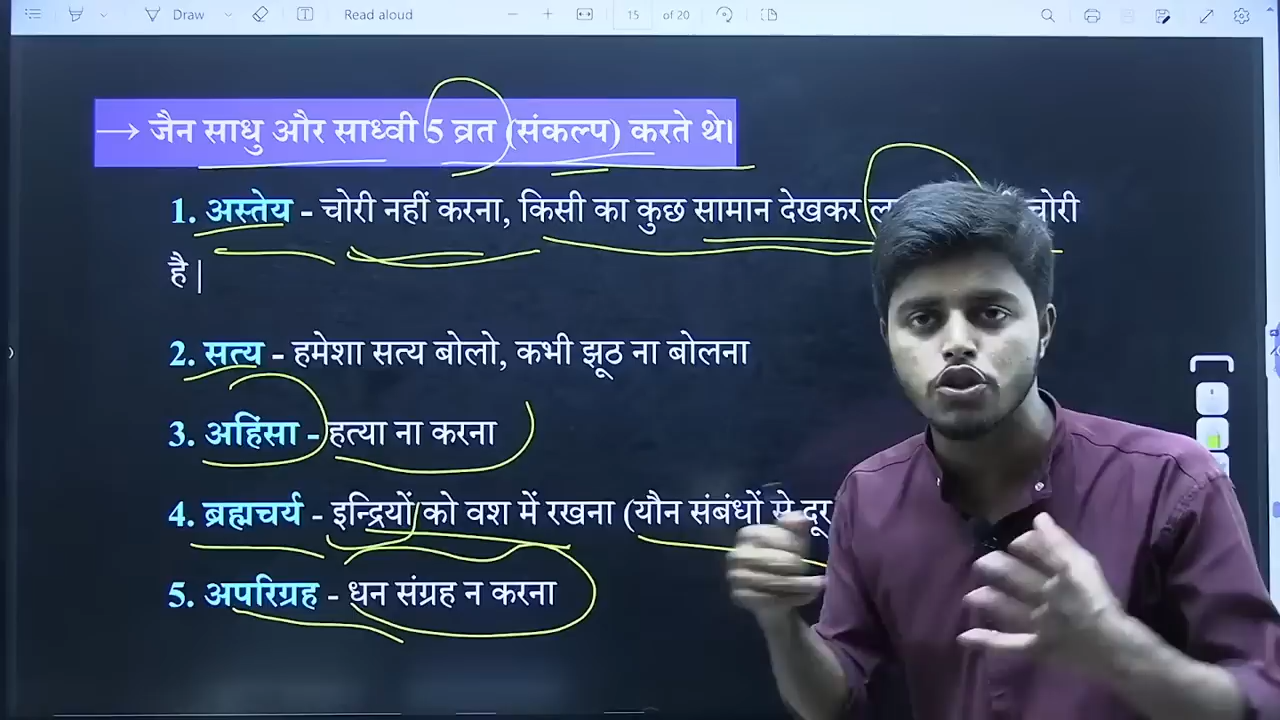 Draw
Read aloud
15 of 20
→ जैन साधु और साध्वी 5 व्रत (संकल्प) करते थे।
1. अस्तेय - चोरी नहीं करना, किसी का कुछ सामान देखकर चोरी
है |
2. सत्य - हमेशा सत्य बोलो, कभी झूठ ना बोलना
3. अहिंसा - हत्या ना करना
4. ब्रह्मचर्य - इन्द्रियों को वश में रखना (यौन संबंधों से दूर
5. अपरिग्रह - धन संग्रह न करना